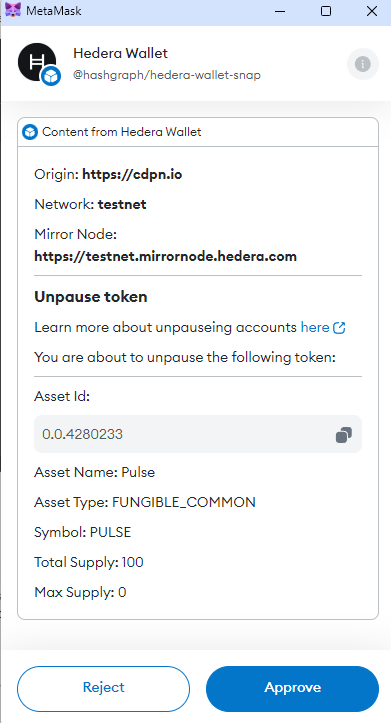 MetaMask
Hedera Wallet
@hashgraph/hedera-wallet-snap
Content from Hedera Wallet
Origin: https://cdpn.io
Network: testnet
Mirror Node:
https://testnet.mirrornode.hedera.com
Unpause token
Learn more about unpauseing accounts here
You are about to unpause the following token:
Asset Id:
0.0.4280233
Asset Name: Pulse
Asset Type: FUNGIBLE_COMMON
Symbol: PULSE
Total Supply: 100
Max Supply: 0
Reject
Approve